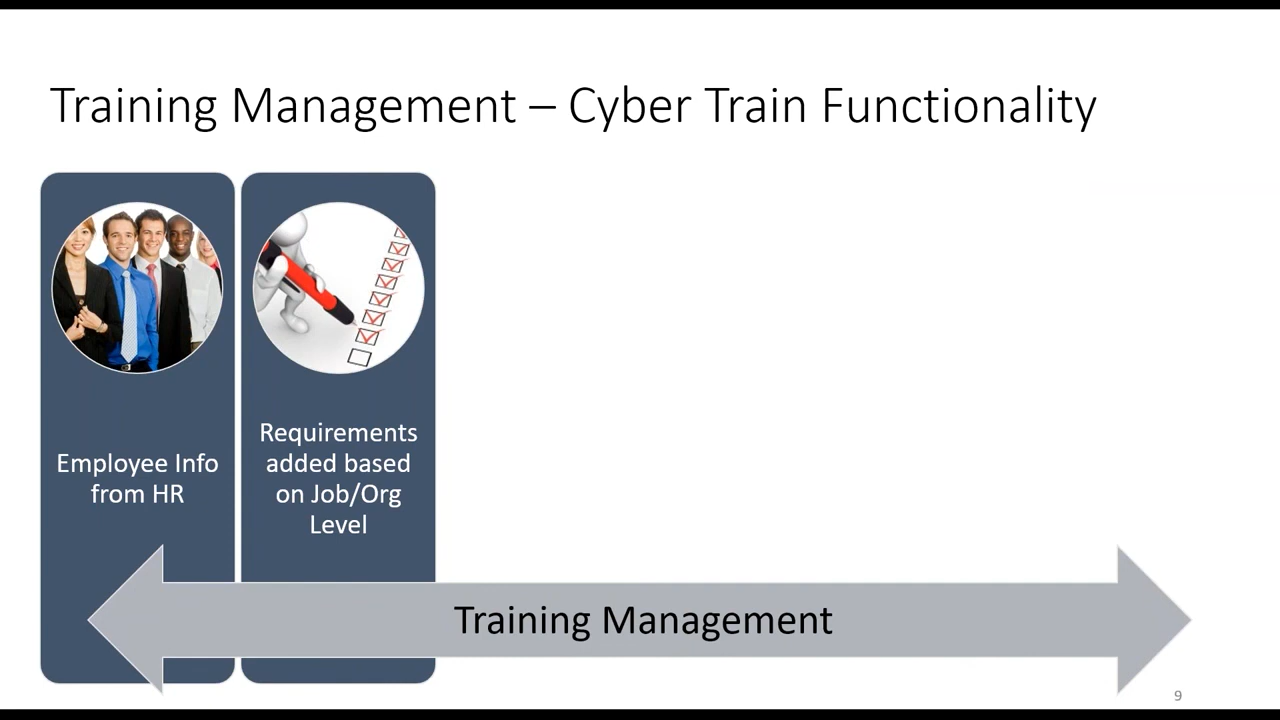 Training Management – Cyber Train Functionality
Employee Info
from HR
Requirements
added based
on Job/Org
Level
Training Management
9